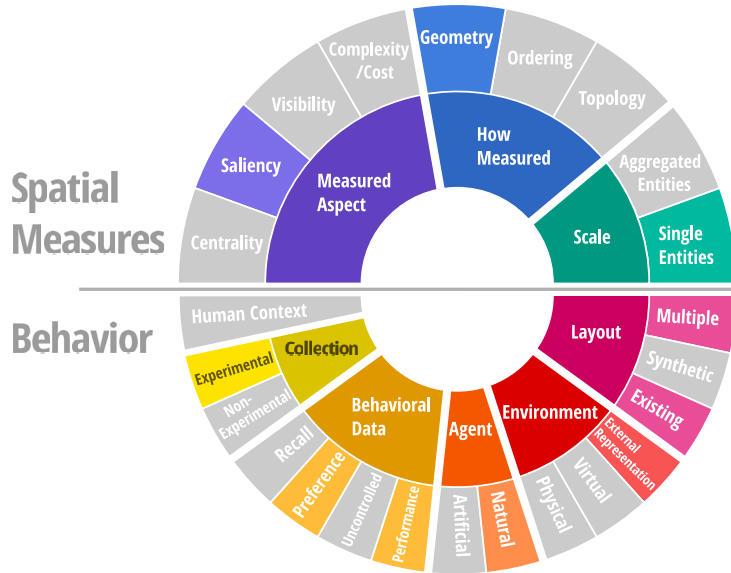 Spatial
Measures
Behavior
Centrality
Saliency
Visibility
Complexity
/Cost
Geometry
Ordering
Topology
Aggregated
Entities
Single
Entities
Measured
Aspect
How
Measured
Scale
Human Context
Collection
Experimental
Non-
Experimental
Behavioral
Data
Recall
Preference
Uncontrolled
Performance
Agent
Artificial
Natural
Environment
Physical
Virtual
External
Representation
Layout
Existing
Synthetic
Multiple